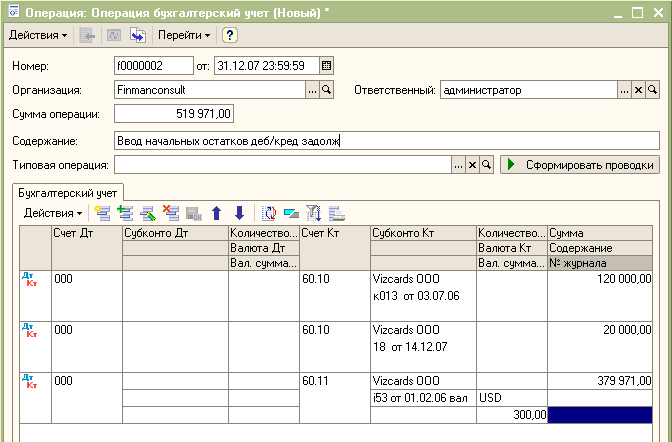 Операция: Операция бухгалтерский учет (Новый) *
Действия Перейти ?
Номер: f0000002 от: 31.12.07 23:59:59
Организация: Finmanconsult ... Ответственный: администратор ... x
Сумма операции: 519 971,00
Содержание: Ввод начальных остатков деб/кред задолж
Типовая операция: ... x Сформировать проводки
Бухгалтерский учет
Действия
Счет Дт Субконто Дт Количество... Счет Кт Субконто Кт Количество... Сумма
Валюта Дт Валюта Кт Содержание
Вал. сумма... Вал. сумма... № журнала
Дт Кт 000 60.10 Vizcards ООО 120 000,00
к013 от 03.07.06
Дт Кт 000 60.10 Vizcards ООО 20 000,00
18 от 14.12.07
Дт Кт 000 60.11 Vizcards ООО 379 971,00
i53 от 01.02.06 вал USD
300,00